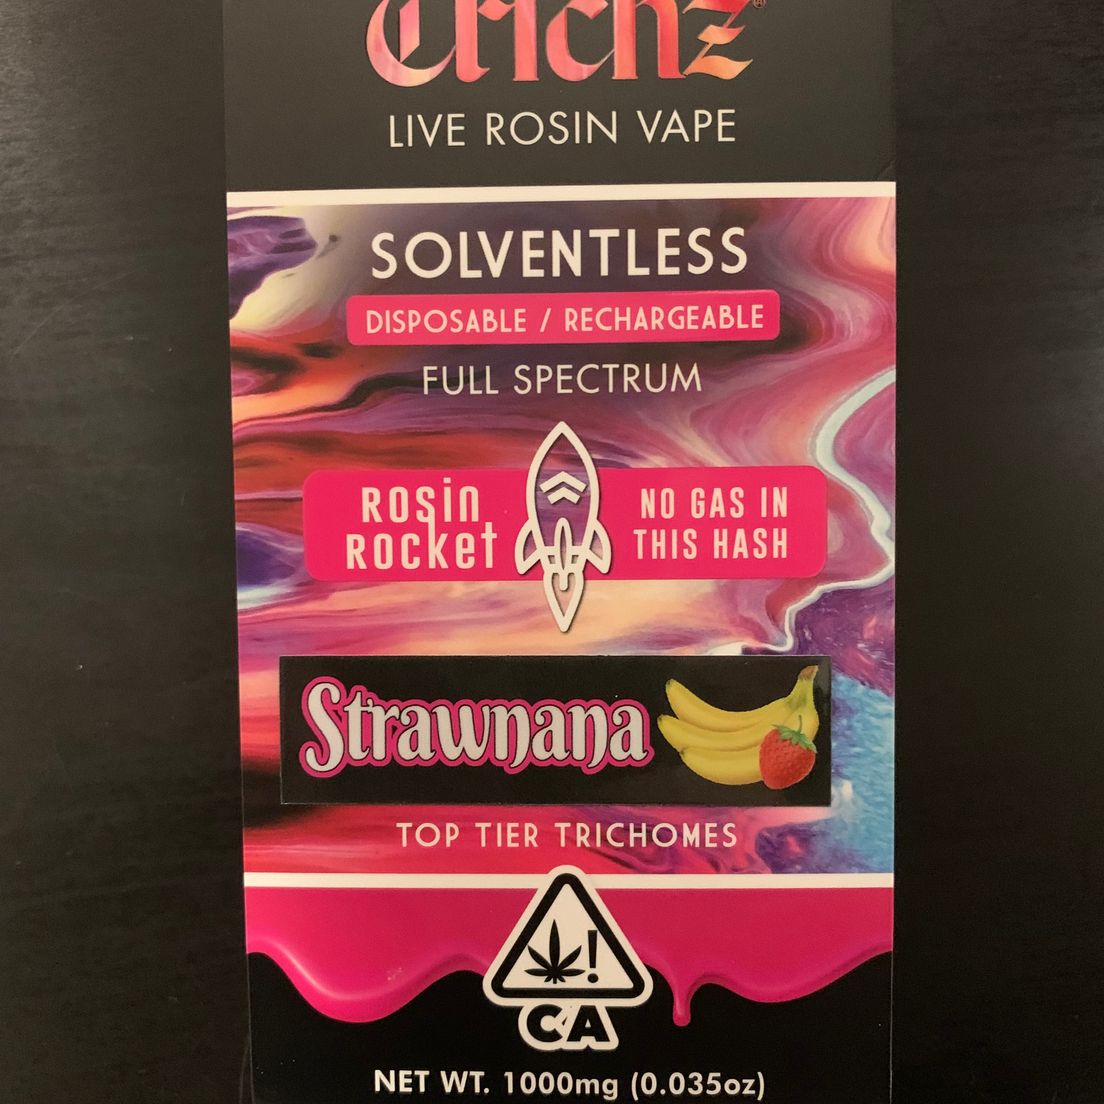 Trichz®
LIVE ROSIN VAPE
SOLVENTLESS
DISPOSABLE / RECHARGEABLE
FULL SPECTRUM
Rosin
Rocket
NO GAS IN
THIS HASH
Strawnana
TOP TIER TRICHOMES
!
CA
NET WT. 1000mg (0.035oz)